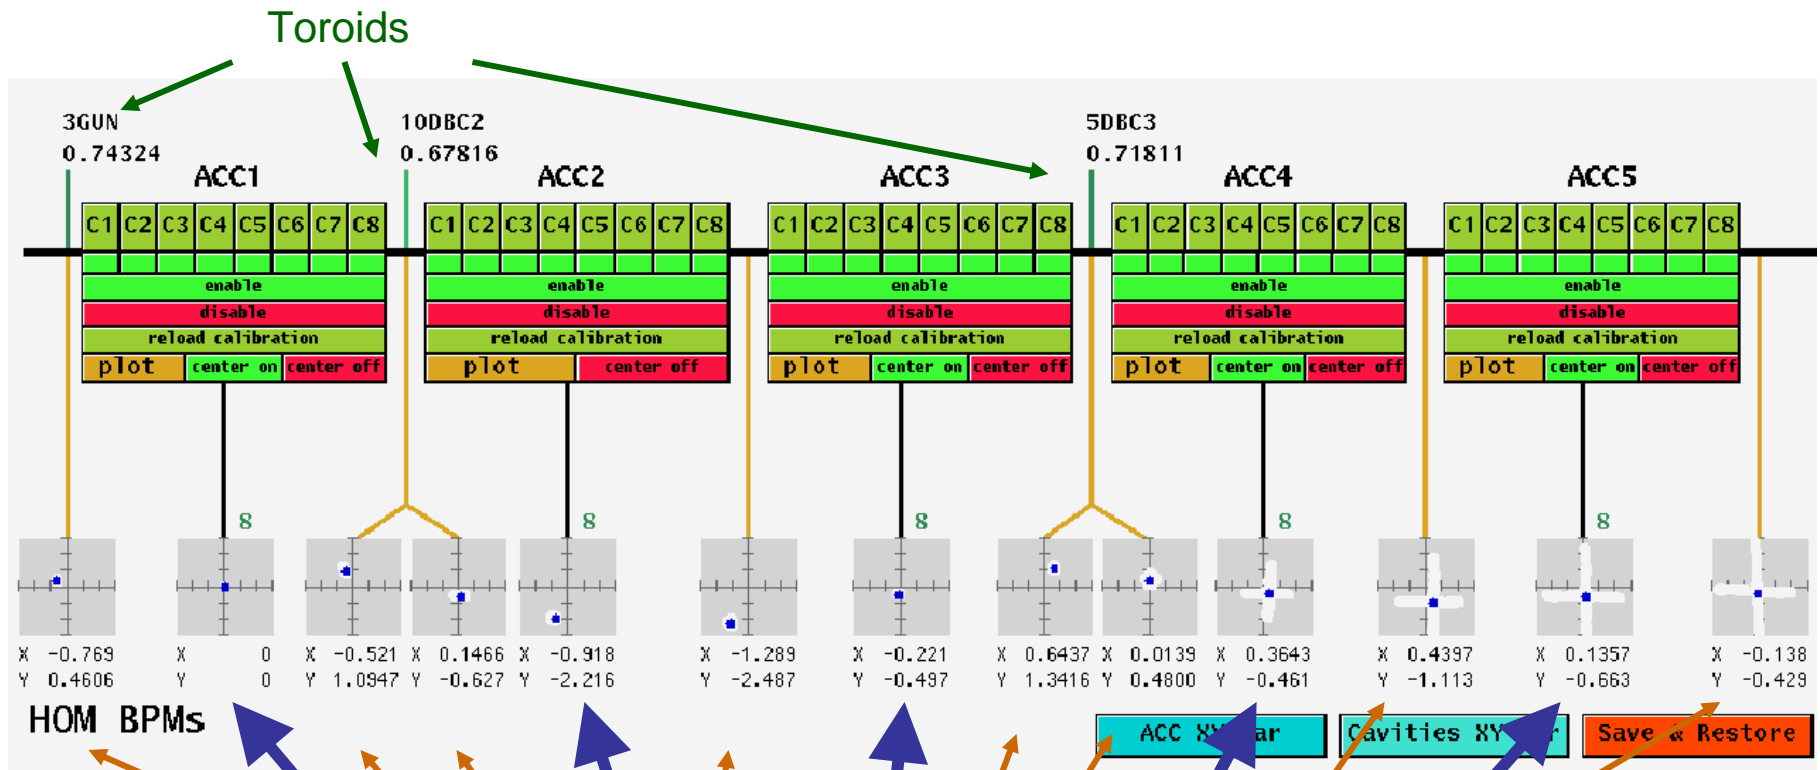 Toroids
3GUN 10DBC2 5DBC3
0.74324 0.67816 0.71811
ACC1 ACC2 ACC3 ACC4 ACC5
C1 C2 C3 C4 C5 C6 C7 C8 C1 C2 C3 C4 C5 C6 C7 C8 C1 C2 C3 C4 C5 C6 C7 C8 C1 C2 C3 C4 C5 C6 C7 C8 C1 C2 C3 C4 C5 C6 C7 C8
enable enable enable enable enable
disable disable disable disable disable
reload calibration reload calibration reload calibration reload calibration reload calibration
plot center on center off plot center off plot center on center off plot center on center off plot center on center off
8 8 8 8 8
X -0.769 X 0 X -0.521 X 0.1466 X -0.918 X -1.289 X -0.221 X 0.6437 X 0.0139 X 0.3643 X 0.4397 X 0.1357 X -0.138
Y 0.4606 Y 0 Y 1.0947 Y -0.627 Y -2.216 Y -2.487 Y -0.497 Y 1.3416 Y 0.4800 Y -0.461 Y -1.113 Y -0.663 Y -0.429
HOM BPMs ACC Cavities Save & Restore